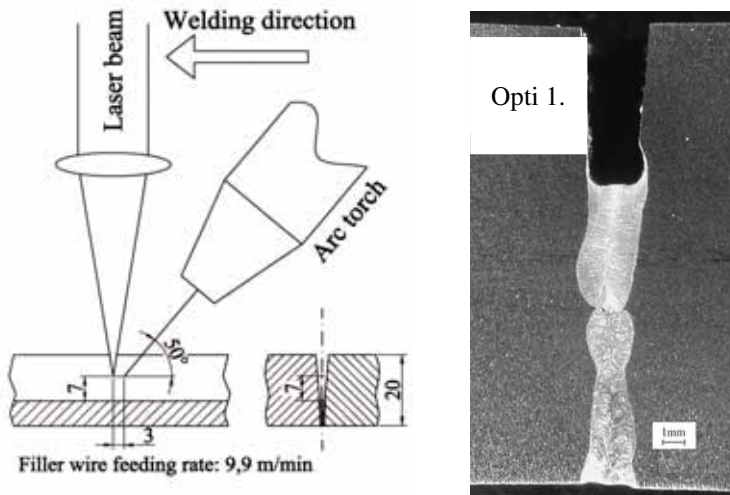 Welding direction
Laser beam
Arc torch
50°
7
3
7
20
Filler wire feeding rate: 9,9 m/min
Opti 1.
1mm